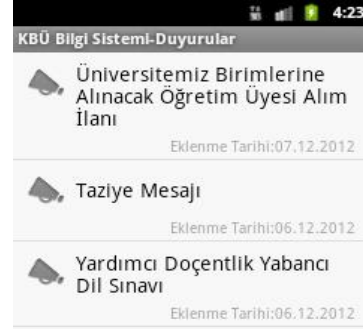 4:23
KBÜ Bilgi Sistemi-Duyurular
Üniversitemiz Birimlerine
Alınacak Öğretim Üyesi Alım
İlanı
Eklenme Tarihi:07.12.2012
Taziye Mesajı
Eklenme Tarihi:06.12.2012
Yardımcı Doçentlik Yabancı
Dil Sınavı
Eklenme Tarihi:06.12.2012